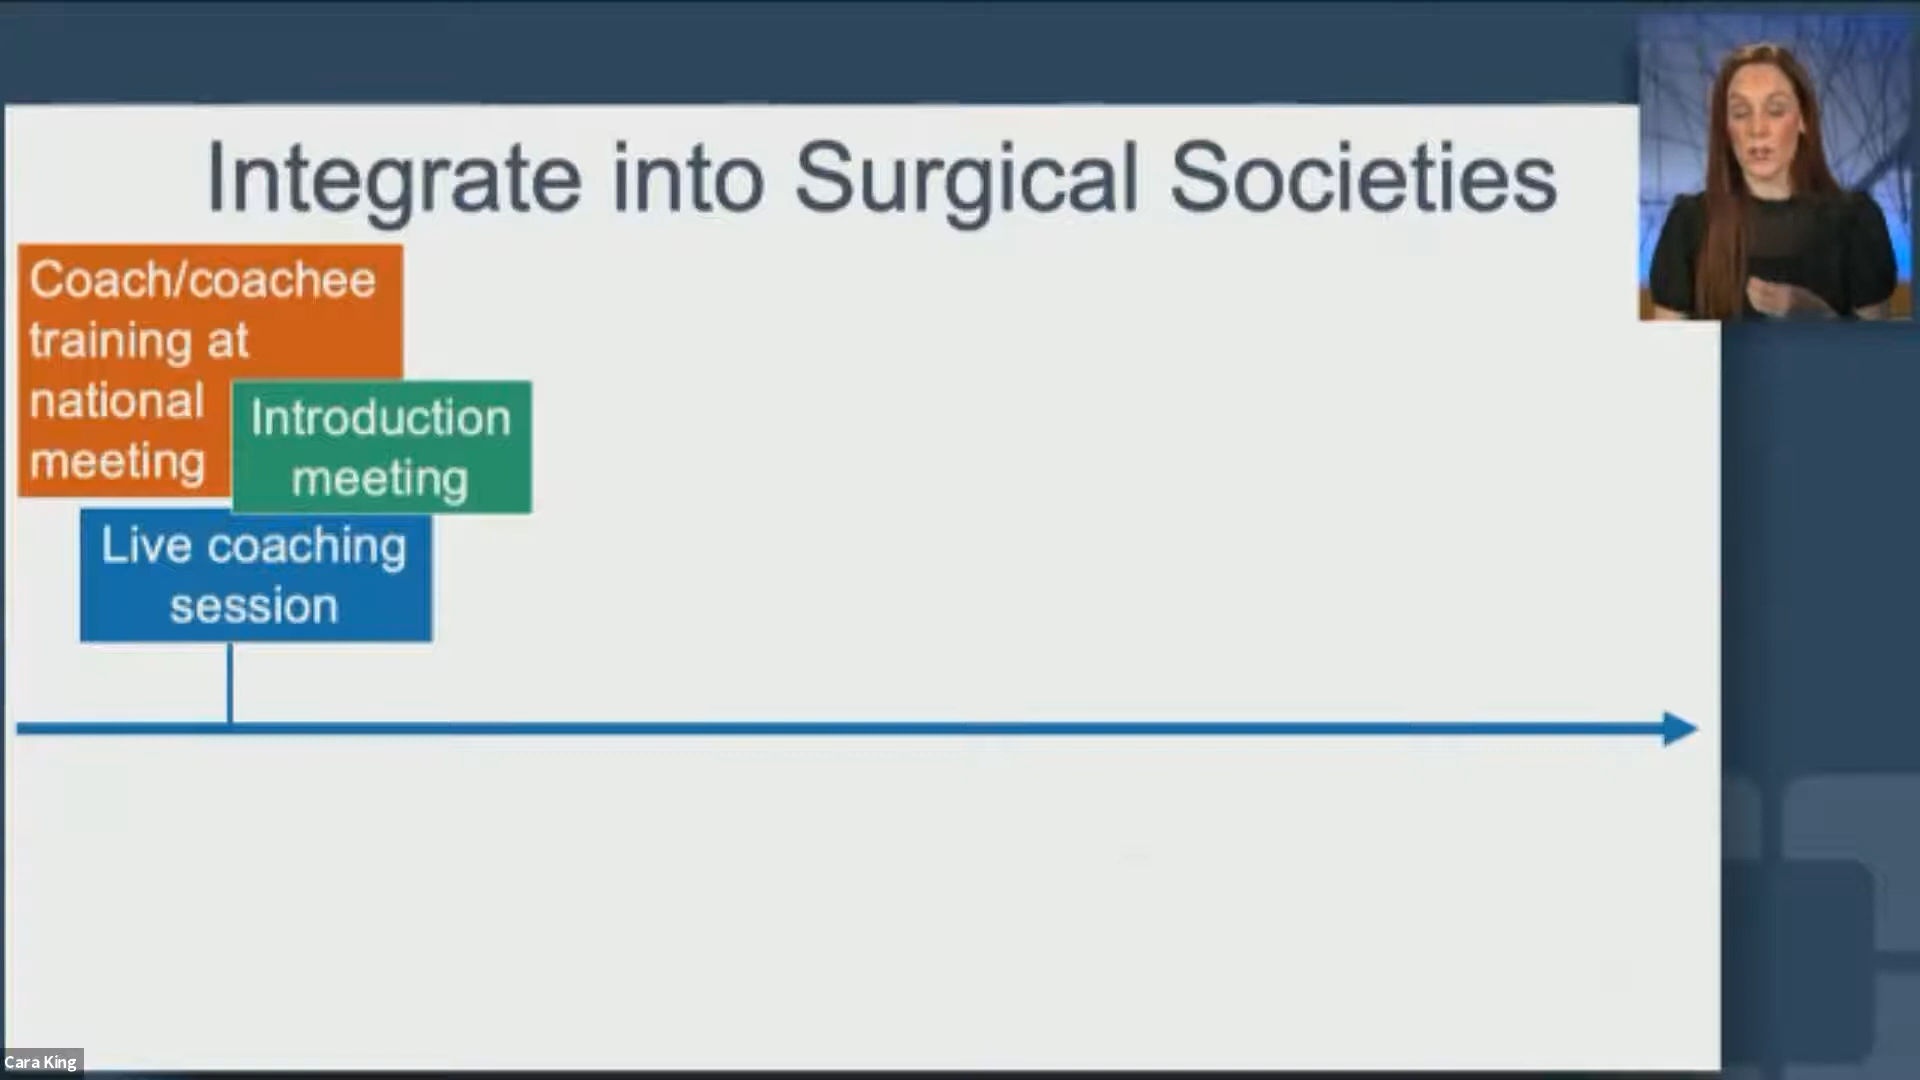 Integrate into Surgical Societies
Coach/coachee
training at
national
meeting
Introduction
meeting
Live coaching
session
Cara King